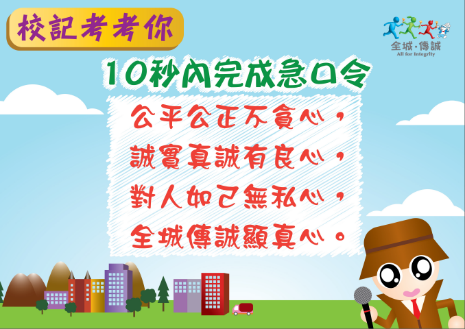 校記考考你
全城·傳誠
All for Integrity
10秒內完成急口令
公平公正不貪心，
誠實真誠有良心，
對人如己無私心，
全城傳誠顯真心。